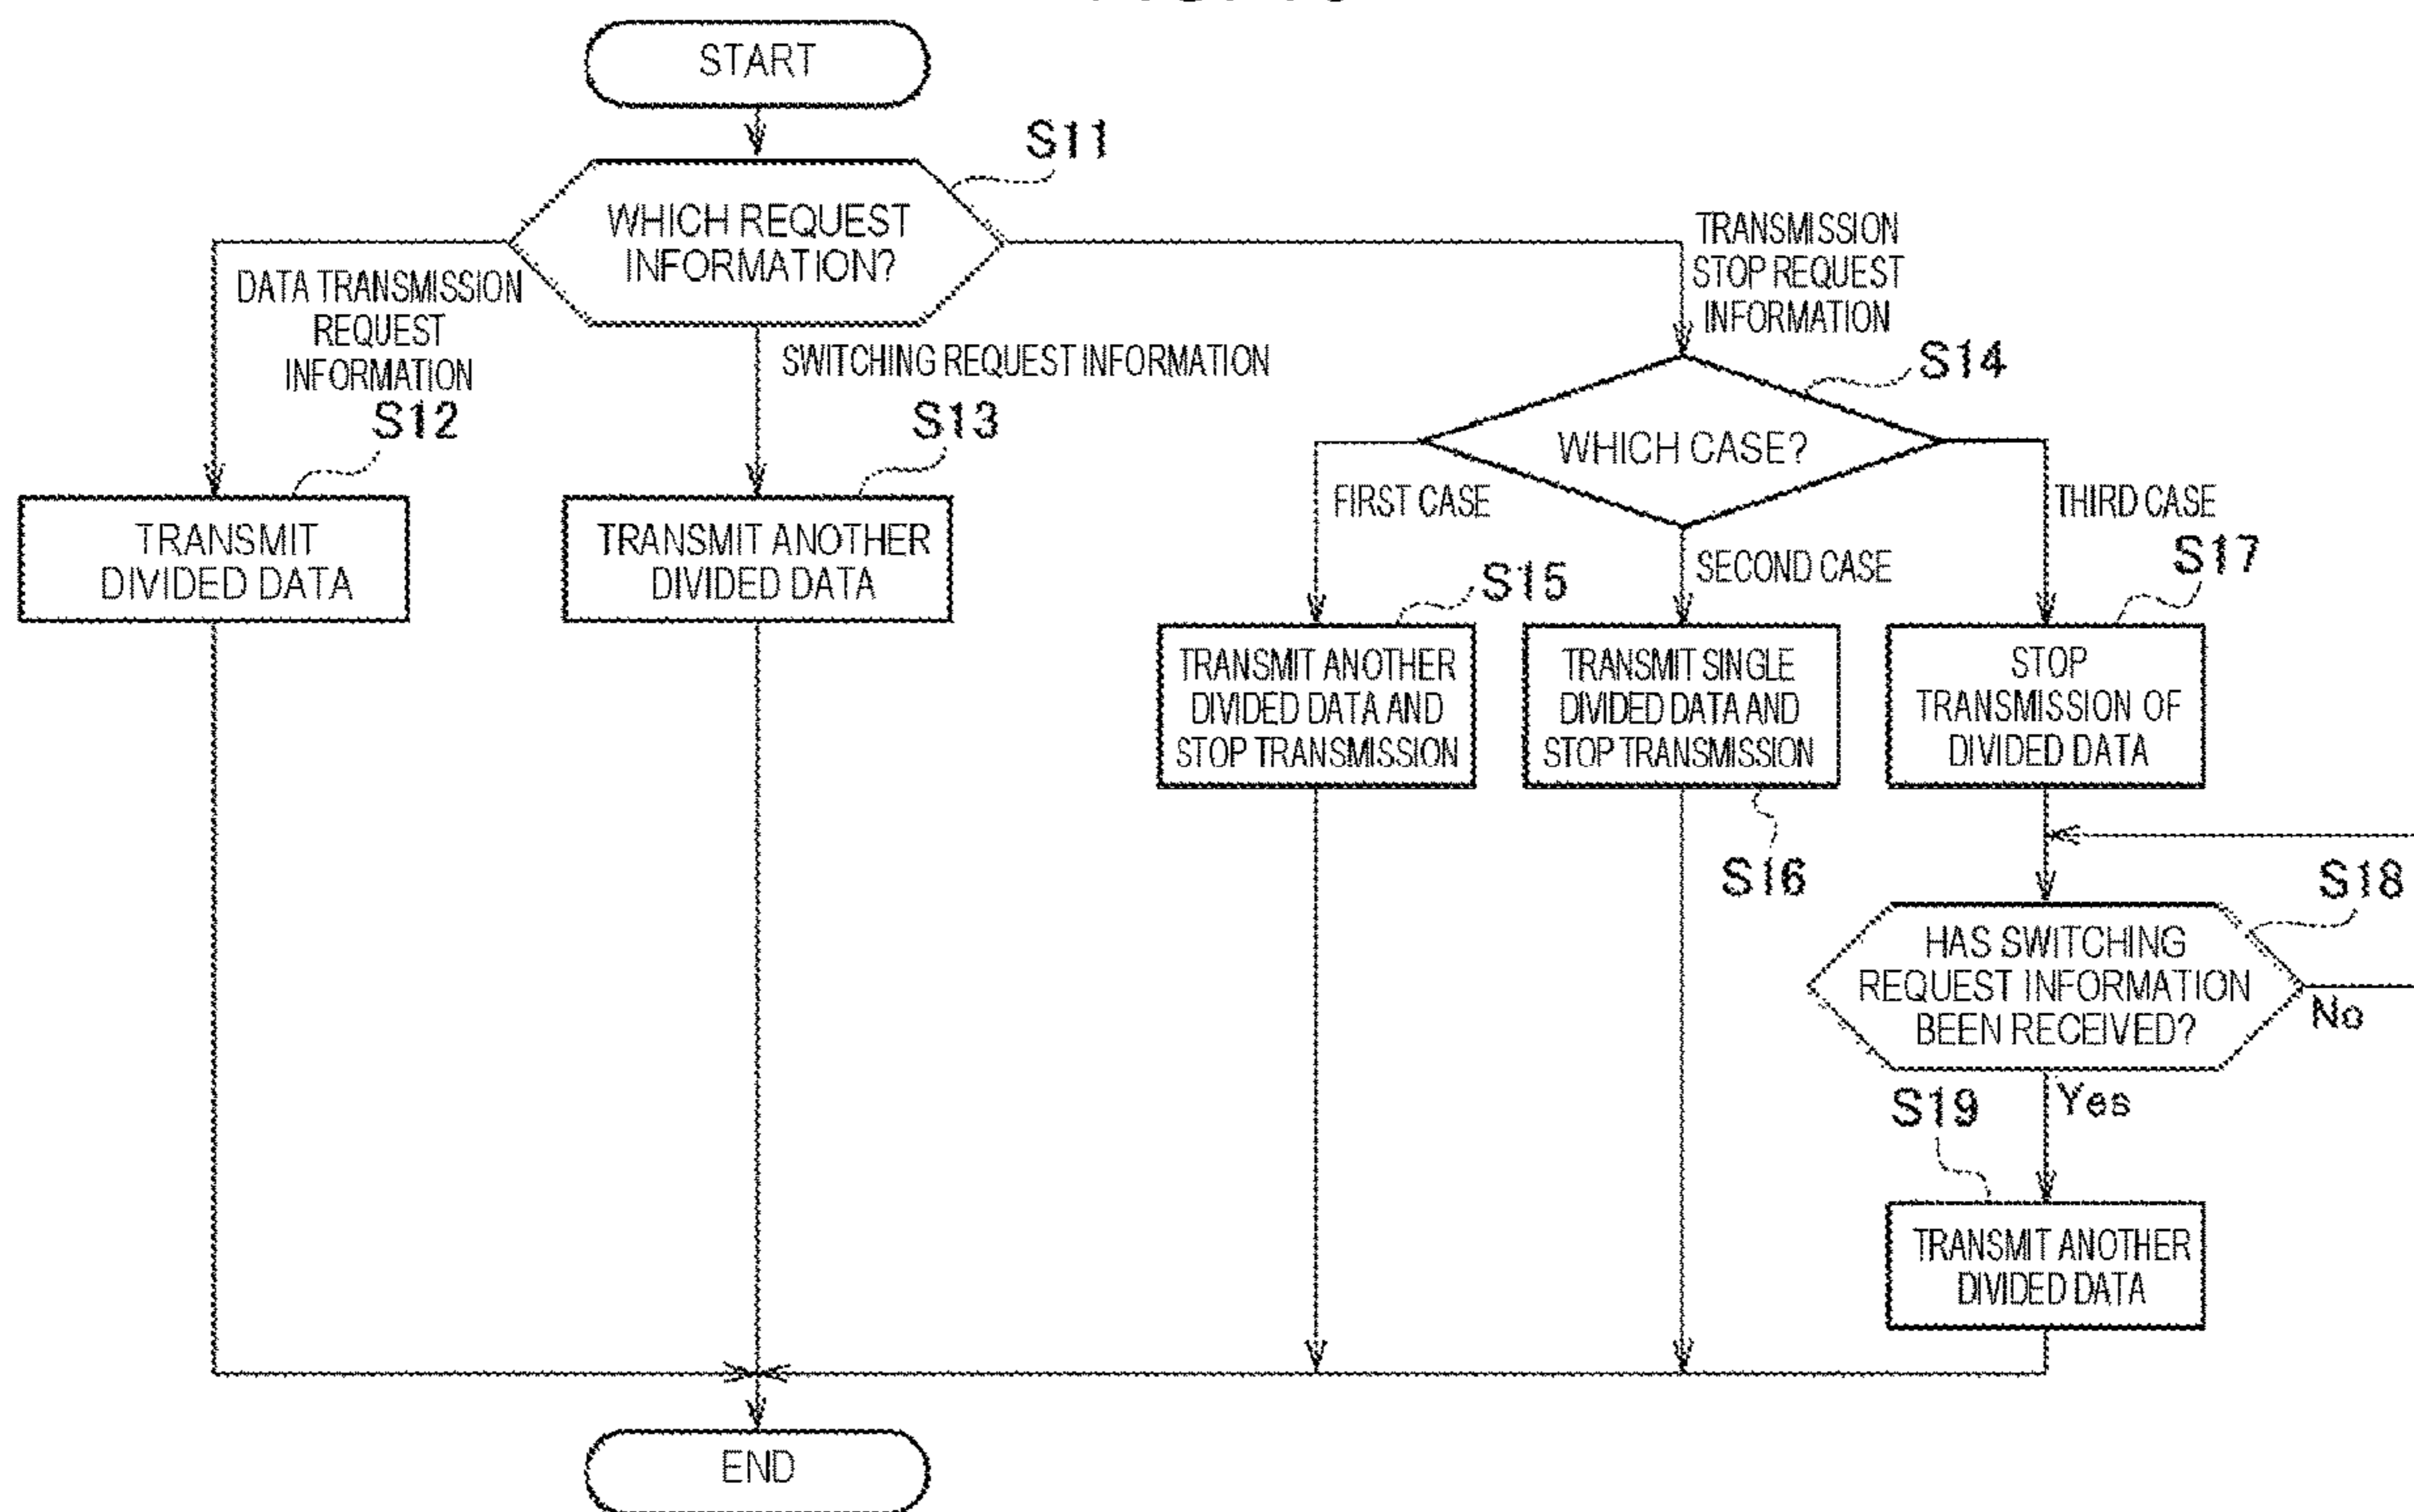 START
S11
WHICH REQUEST
INFORMATION?
DATA TRANSMISSION
REQUEST
INFORMATION
SWITCHING REQUEST INFORMATION
TRANSMISSION
STOP REQUEST
INFORMATION
S12
TRANSMIT
DIVIDED DATA
S13
TRANSMIT ANOTHER
DIVIDED DATA
S14
WHICH CASE?
FIRST CASE
SECOND CASE
THIRD CASE
S15
TRANSMIT ANOTHER
DIVIDED DATA AND
STOP TRANSMISSION
TRANSMIT SINGLE
DIVIDED DATA AND
STOP TRANSMISSION
S16
S17
STOP
TRANSMISSION OF
DIVIDED DATA
S18
HAS SWITCHING
REQUEST INFORMATION
BEEN RECEIVED?
No
Yes
S19
TRANSMIT ANOTHER
DIVIDED DATA
END